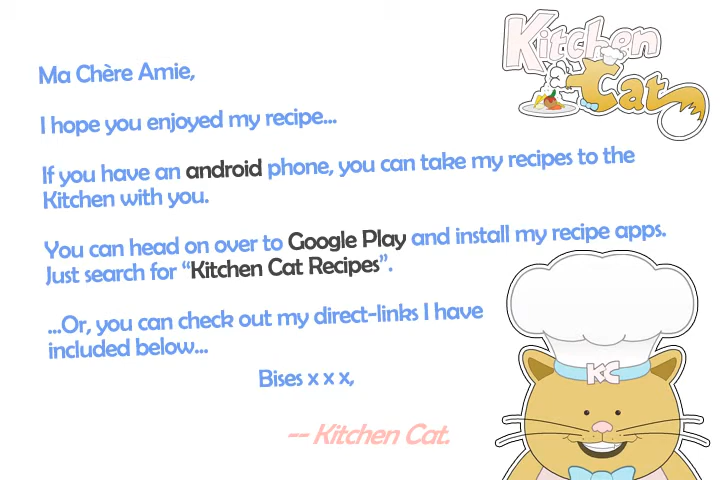 Kitchen
Cat
Ma Chère Amie,
I hope you enjoyed my recipe...
If you have an android phone, you can take my recipes to the
Kitchen with you.
You can head on over to Google Play and install my recipe apps.
Just search for “Kitchen Cat Recipes”.
...Or, you can check out my direct-links I have
included below...
Bises x x x,
-- Kitchen Cat.
KC